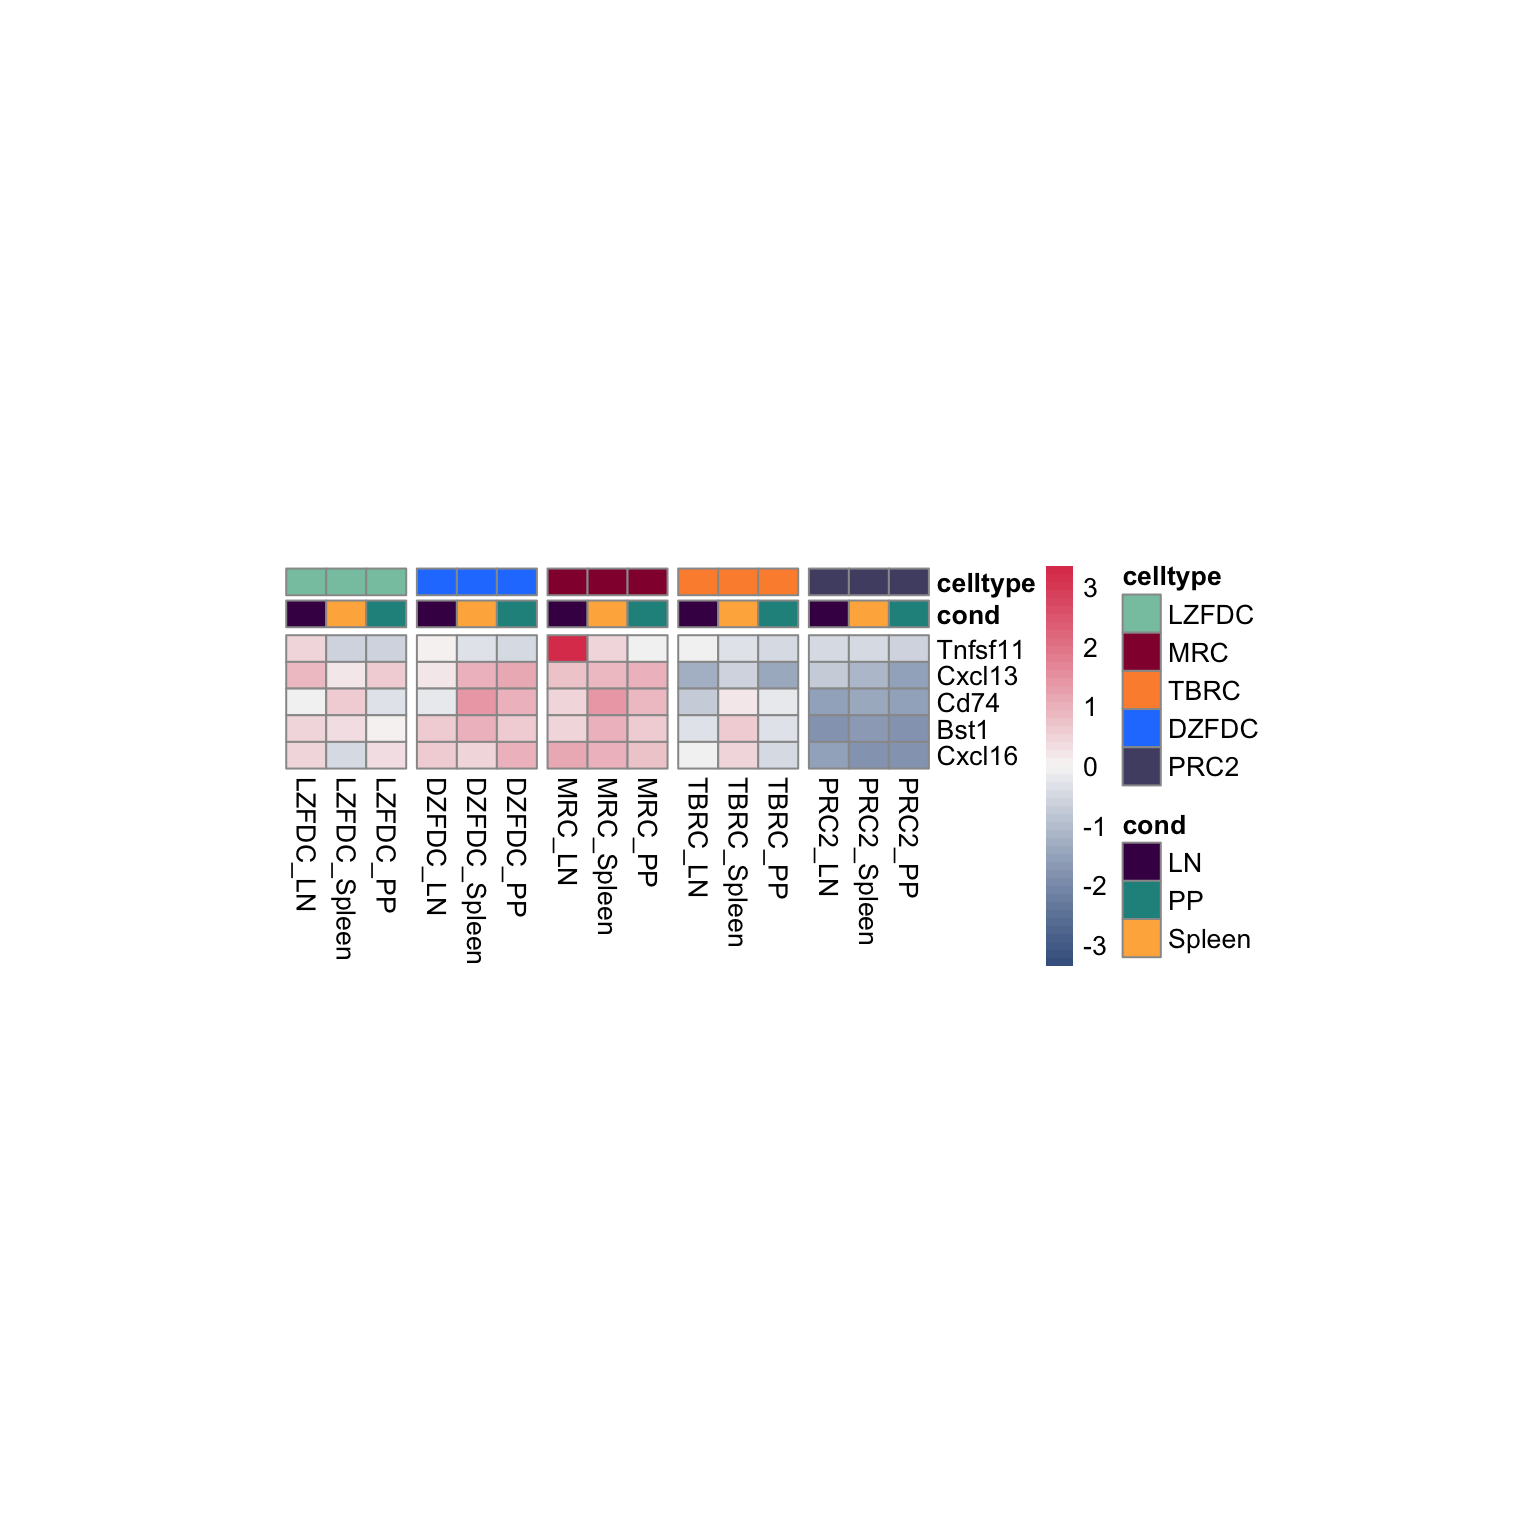 celltype
cond
Tnfsf11
Cxcl13
Cd74
Bst1
Cxcl16
LZFDC_LN
LZFDC_Spleen
LZFDC_PP
DZFDC_LN
DZFDC_Spleen
DZFDC_PP
MRC_LN
MRC_Spleen
MRC_PP
TBRC_LN
TBRC_Spleen
TBRC_PP
PRC2_LN
PRC2_Spleen
PRC2_PP
3
2
1
0
-1
-2
-3
celltype
LZFDC
MRC
TBRC
DZFDC
PRC2
cond
LN
PP
Spleen